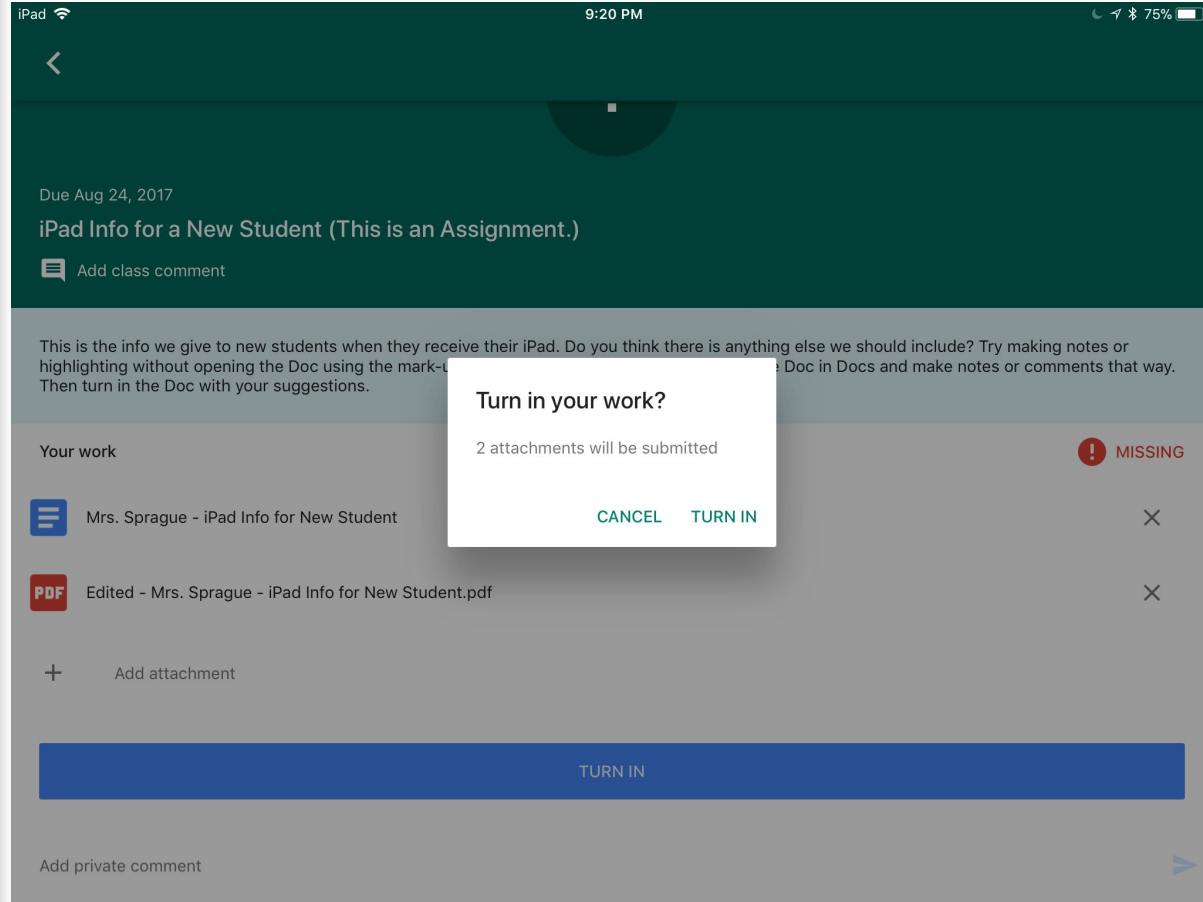 iPad 9:20 PM 75%
Due Aug 24, 2017
iPad Info for a New Student (This is an Assignment.)
Add class comment
This is the info we give to new students when they receive their iPad. Do you think there is anything else we should include? Try making notes or
highlighting without opening the Doc using the mark-u Doc in Docs and make notes or comments that way.
Then turn in the Doc with your suggestions.
Turn in your work?
2 attachments will be submitted
CANCEL TURN IN
Your work MISSING
Mrs. Sprague - iPad Info for New Student
PDF Edited - Mrs. Sprague - iPad Info for New Student.pdf
Add attachment
TURN IN
Add private comment